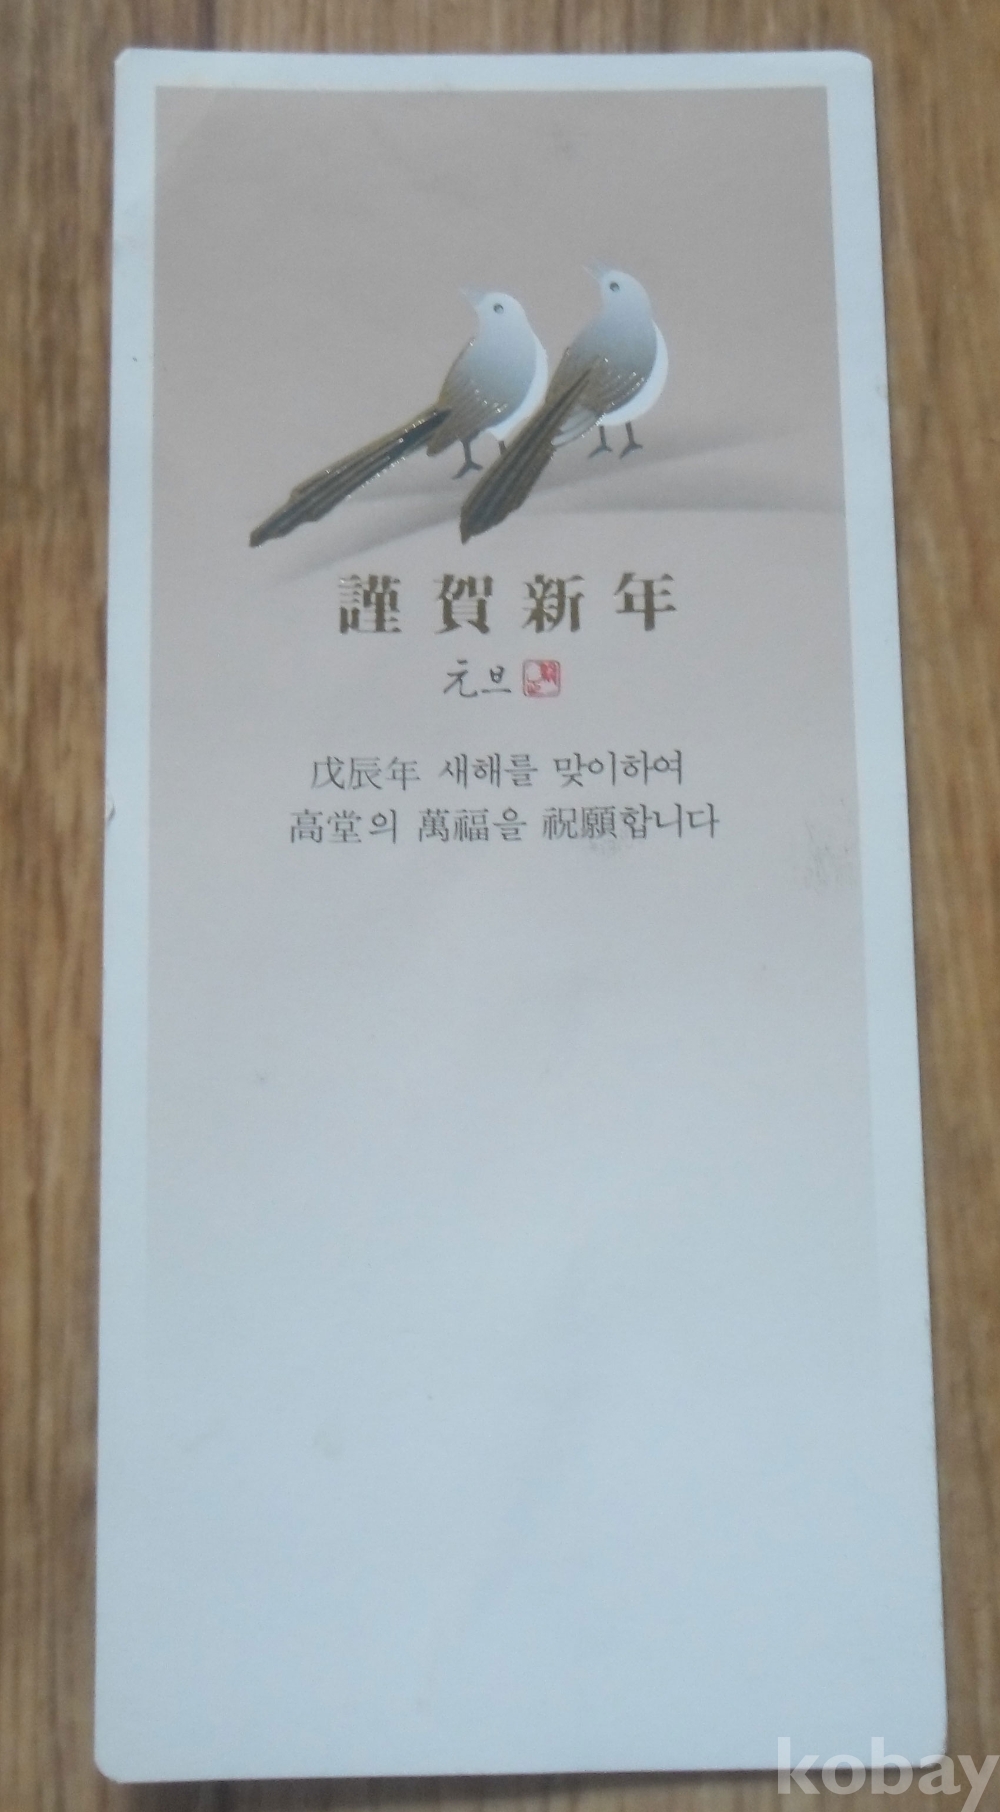 謹賀新年
元旦
戊辰年 새해를 맞이하여
高堂의 萬福을 祝願합니다
kobay